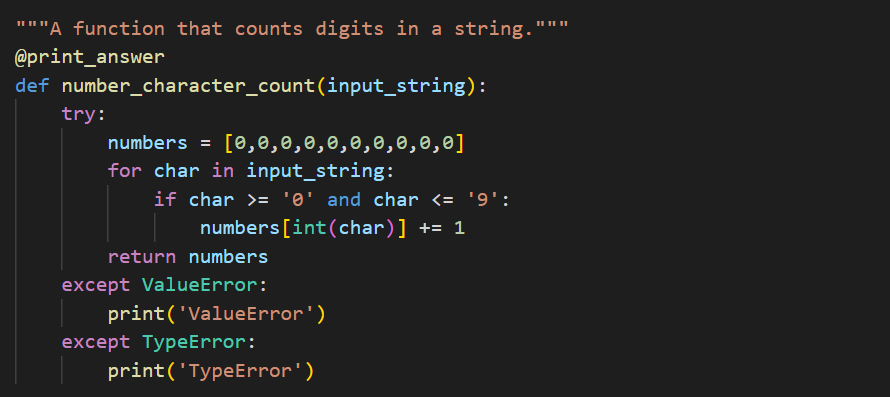 """A function that counts digits in a string."""
@print_answer
def number_character_count(input_string):
    try:
        numbers = [0,0,0,0,0,0,0,0,0,0]
        for char in input_string:
            if char >= '0' and char <= '9':
                numbers[int(char)] += 1
        return numbers
    except ValueError:
        print('ValueError')
    except TypeError:
        print('TypeError')